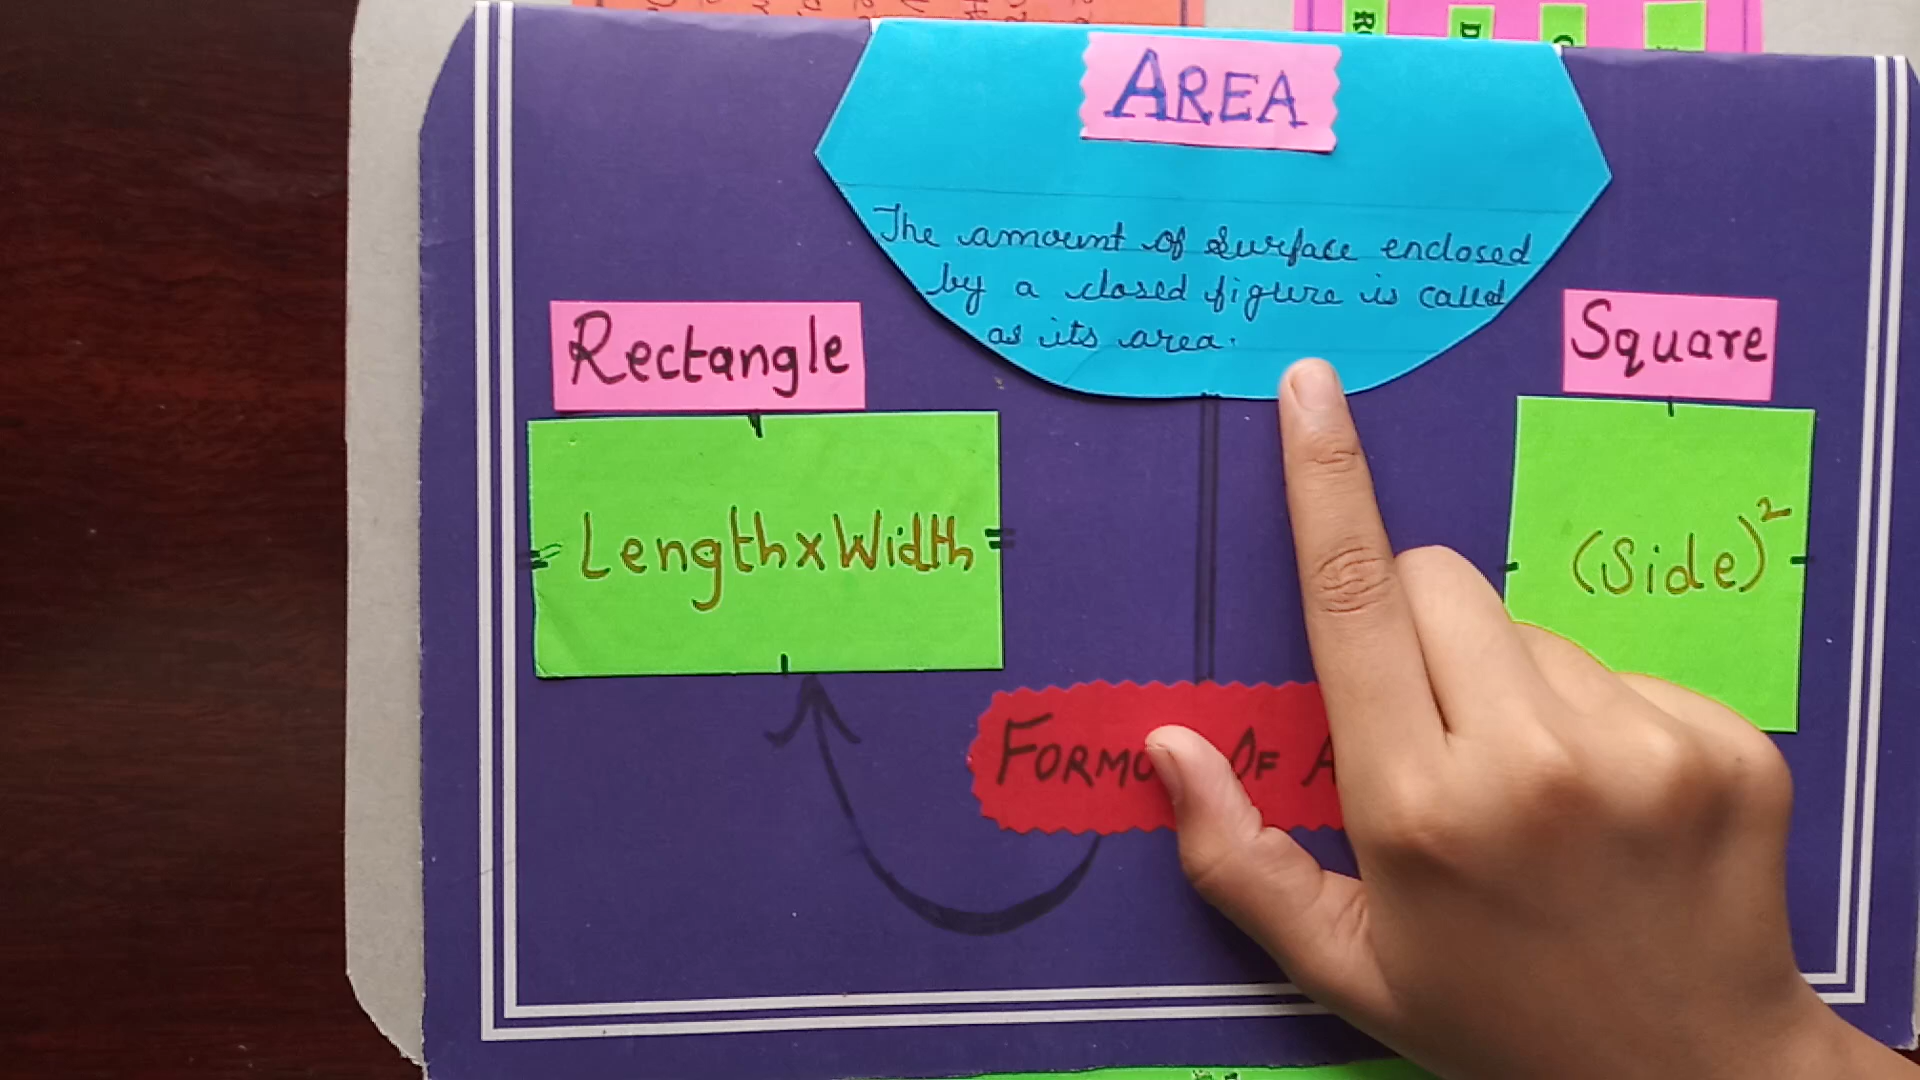 AREA
The amount of Surface enclosed
by a closed figure is called
as its area.
Rectangle
Square
Length x Width
(Side)²
OF